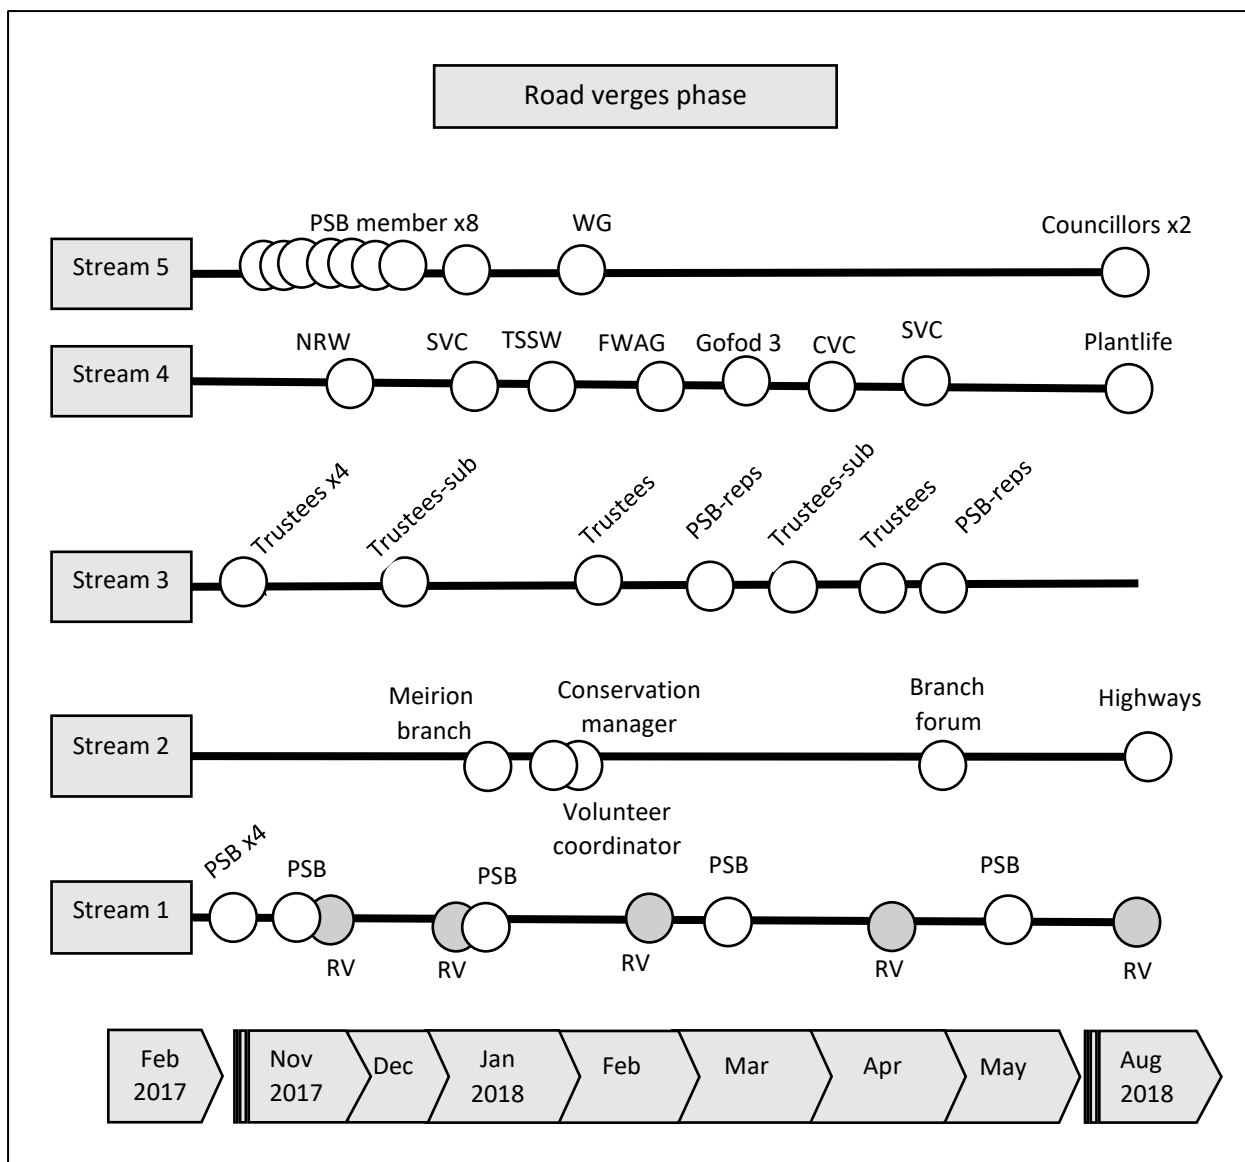 Road verges phase
PSB member x8
WG
Councillors x2
Stream 5
NRW
SVC
TSSW
FWAG
Gofod 3
CVC
SVC
Plantlife
Stream 4
Trustees x4
Trustees-sub
Trustees
PSB-reps
Trustees-sub
Trustees
PSB-reps
Stream 3
Meirion
branch
Conservation
manager
Branch
forum
Highways
Stream 2
Volunteer
coordinator
PSB x4
PSB
PSB
PSB
PSB
Stream 1
RV
RV
RV
RV
RV
Feb
2017
Nov
2017
Dec
Jan
2018
Feb
Mar
Apr
May
Aug
2018